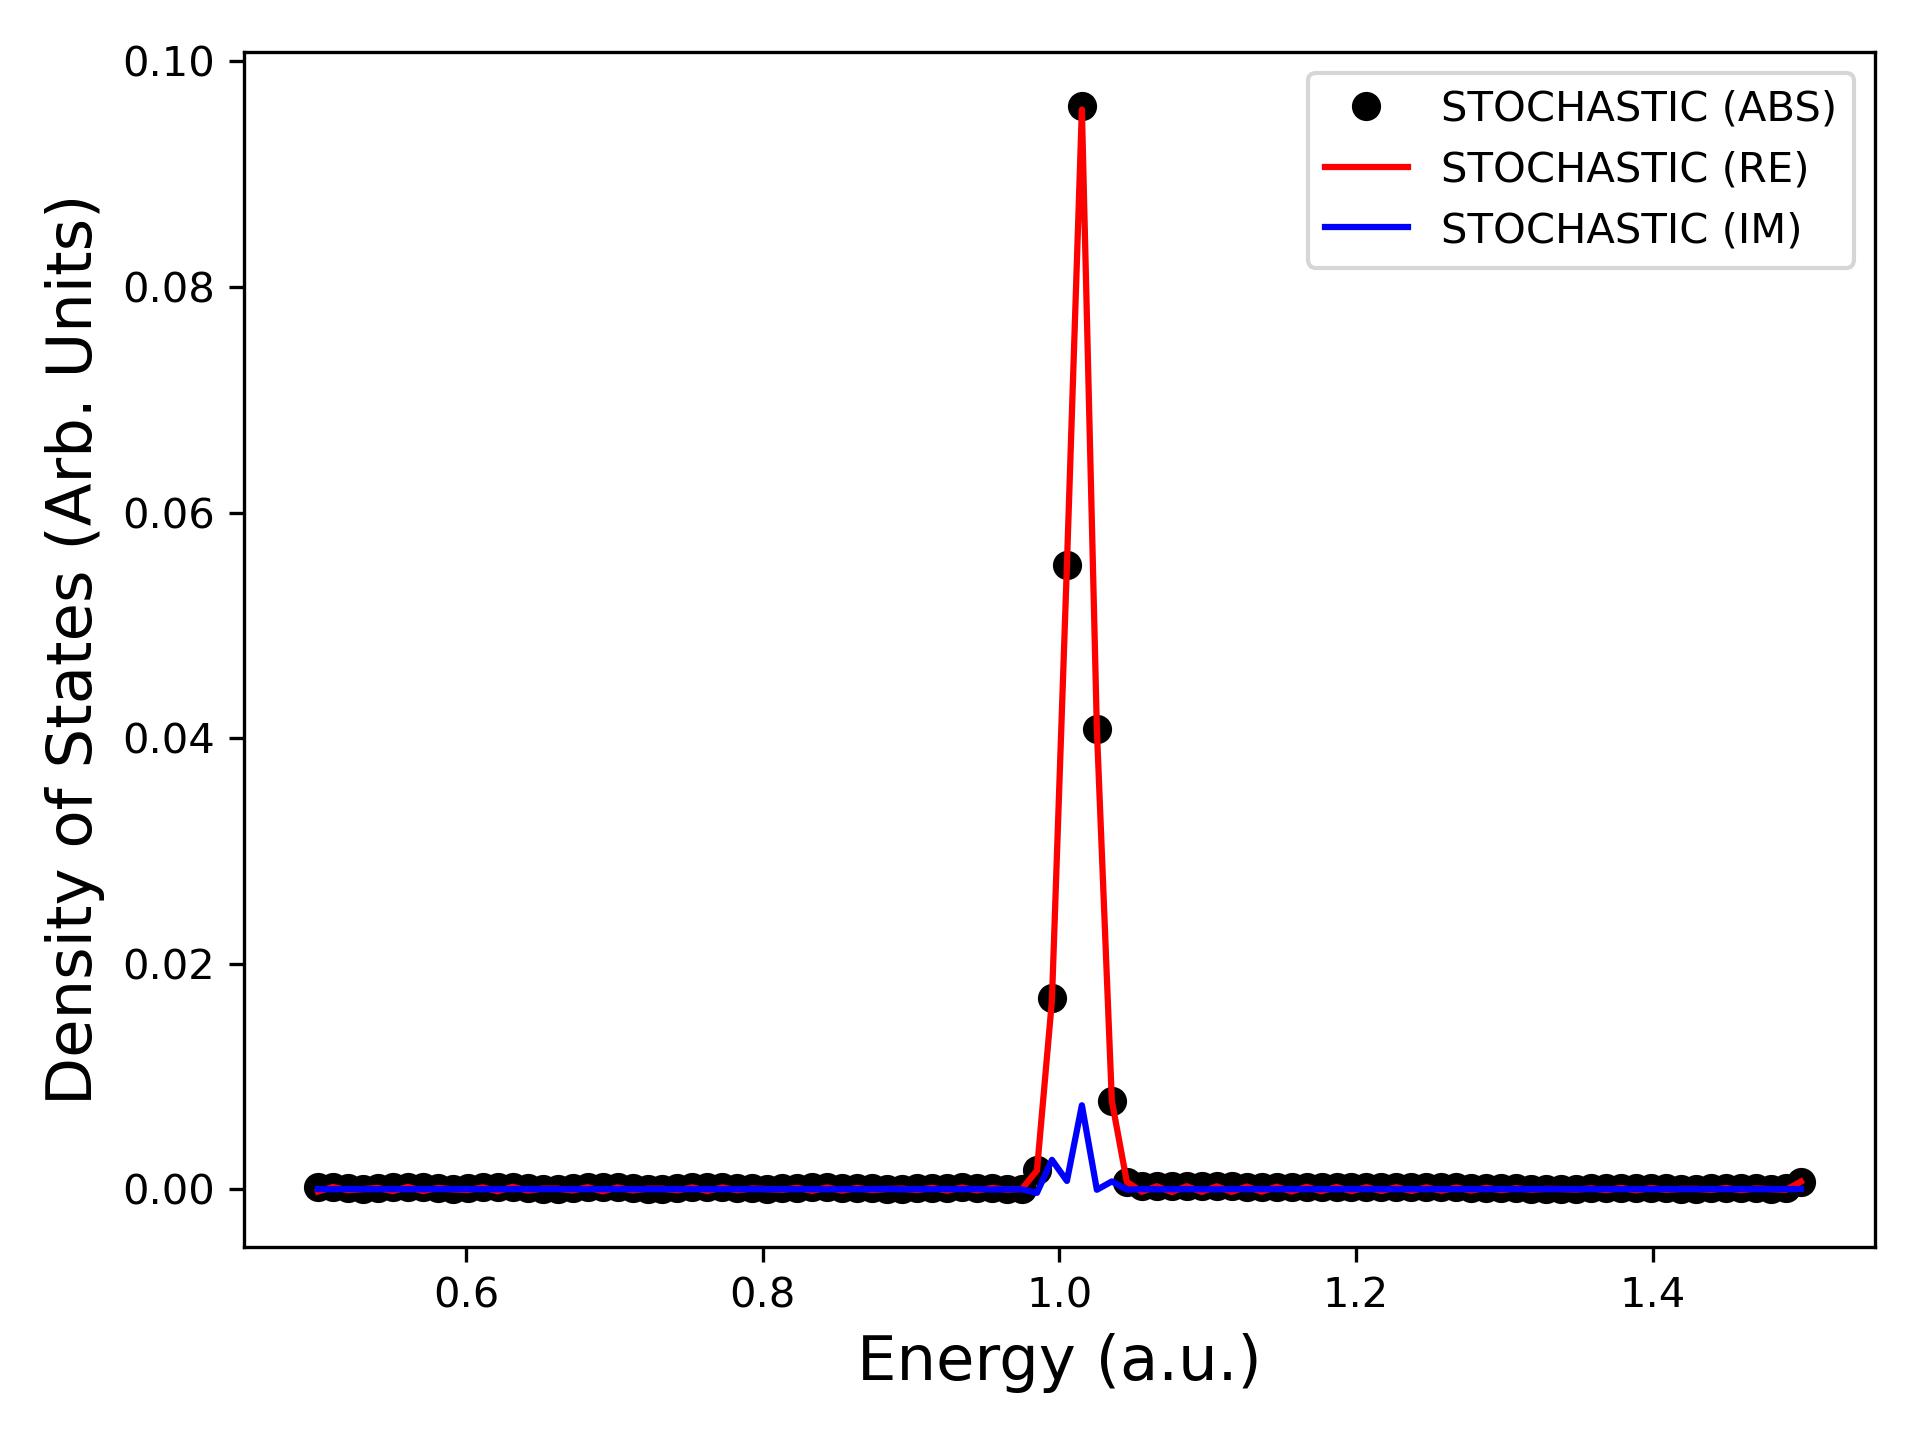 STOCHASTIC (ABS)
STOCHASTIC (RE)
STOCHASTIC (IM)
Density of States (Arb. Units)
0.10
0.08
0.06
0.04
0.02
0.00
0.6 0.8 1.0 1.2 1.4
Energy (a.u.)